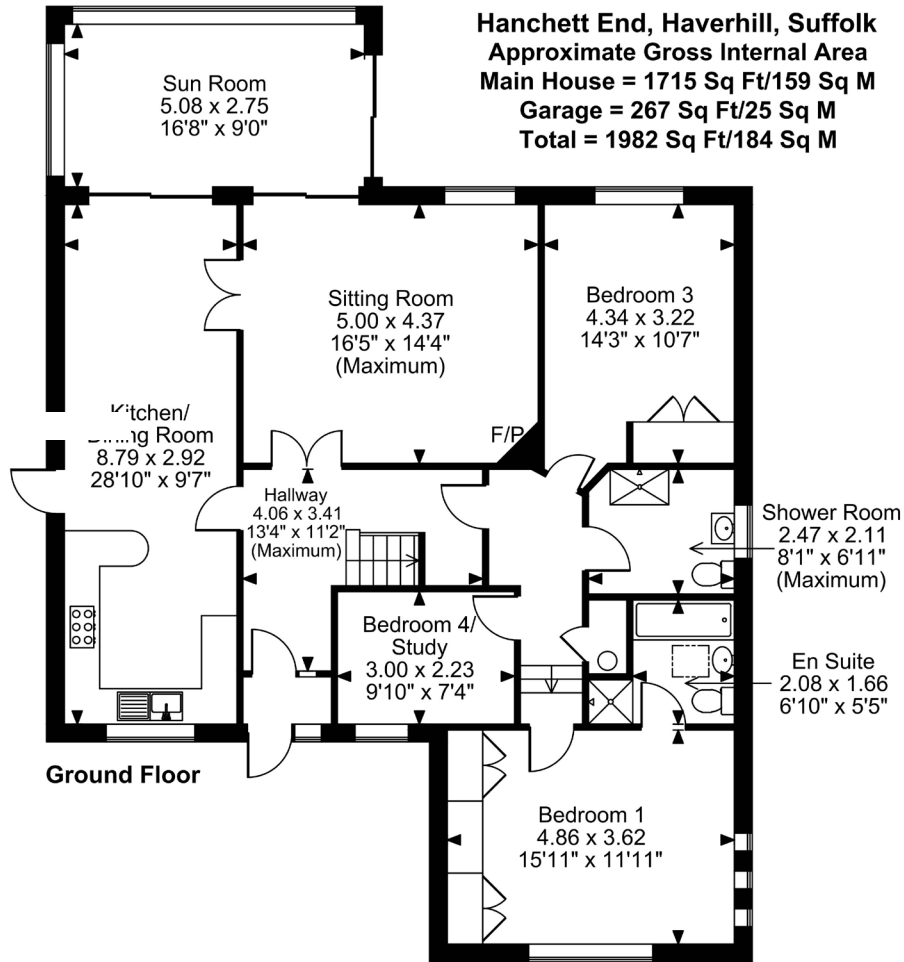 Hanchett End, Haverhill, Suffolk
Approximate Gross Internal Area
Main House = 1715 Sq Ft/159 Sq M
Garage = 267 Sq Ft/25 Sq M
Total = 1982 Sq Ft/184 Sq M
Sun Room
5.08 x 2.75
16'8" x 9'0"
Sitting Room
5.00 x 4.37
16'5" x 14'4"
(Maximum)
Bedroom 3
4.34 x 3.22
14'3" x 10'7"
Kitchen/
Dining Room
8.79 x 2.92
28'10" x 9'7"
F/P
Hallway
4.06 x 3.41
13'4" x 11'2"
(Maximum)
Shower Room
2.47 x 2.11
8'1" x 6'11"
(Maximum)
Bedroom 4/
Study
3.00 x 2.23
9'10" x 7'4"
En Suite
2.08 x 1.66
6'10" x 5'5"
Ground Floor
Bedroom 1
4.86 x 3.62
15'11" x 11'11"